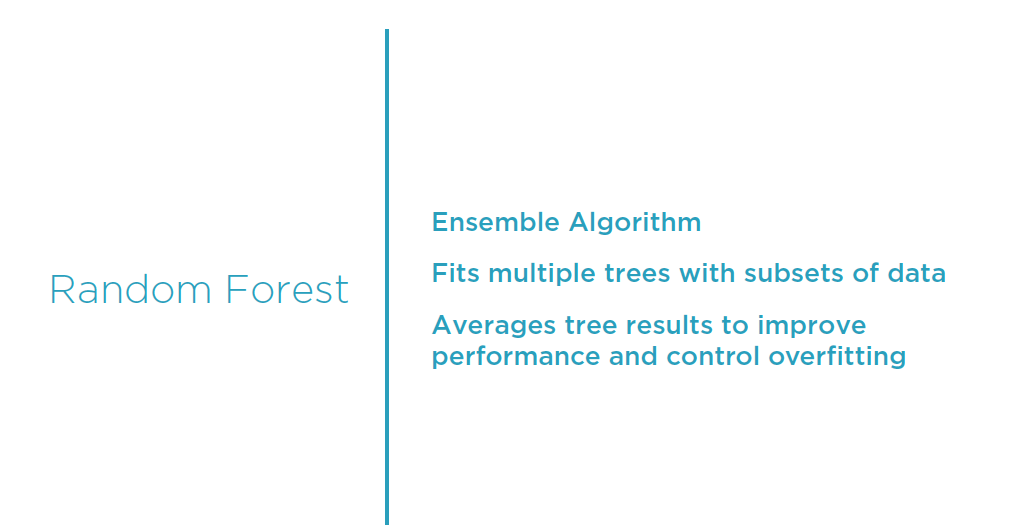 Random Forest
Ensemble Algorithm
Fits multiple trees with subsets of data
Averages tree results to improve
performance and control overfitting